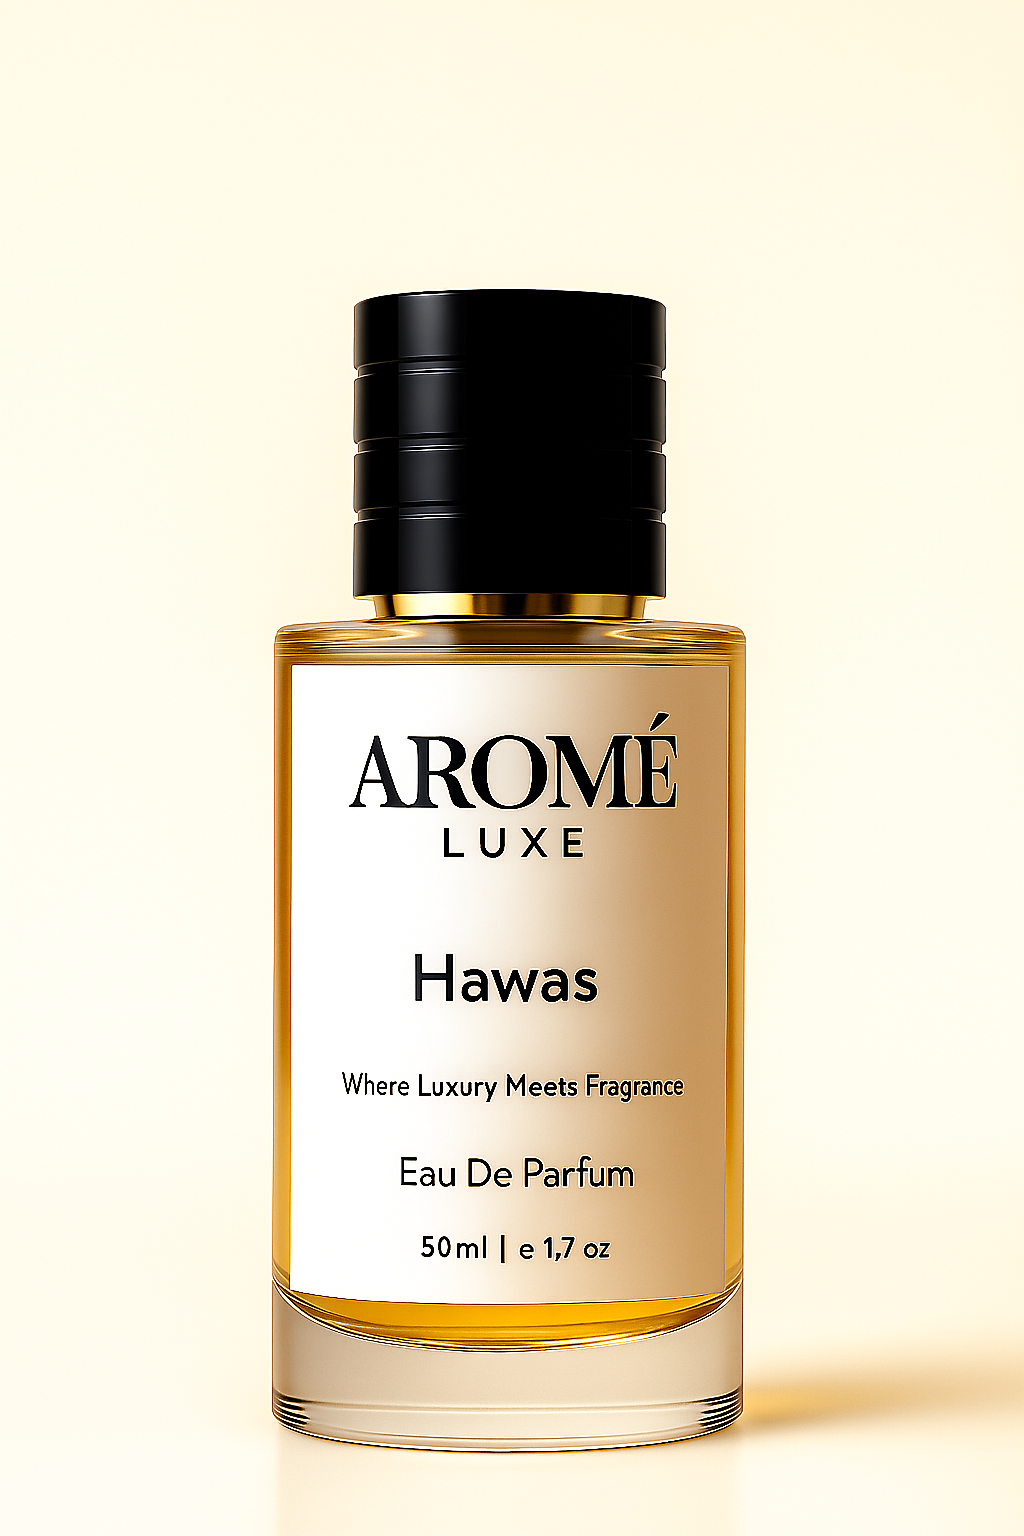 AROMÉ
LUXE
Hawas
Where Luxury Meets Fragrance
Eau De Parfum
50ml | e 1,7 oz